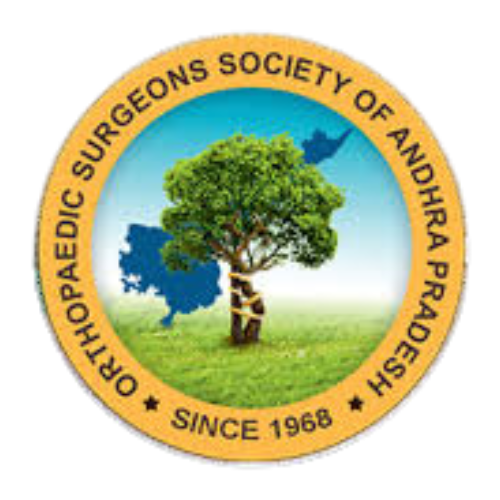 ORTHOPAEDIC SURGEONS SOCIETY OF ANDHRA PRADESH
★ SINCE 1968 ★